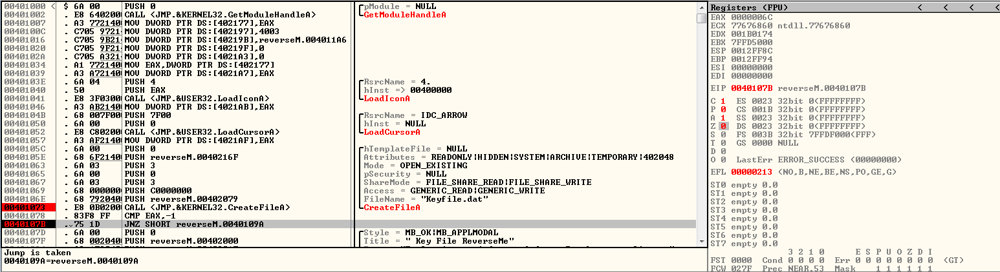 00401000 < $ 6A 00 PUSH 0 pModule = NULL
00401002 . E8 6402000 CALL <JMP.&KERNEL32.GetModuleHandleA> GetModuleHandleA
00401007 . A3 7721400 MOV DWORD PTR DS:[402177],EAX
0040100C . C705 9721 MOV DWORD PTR DS:[402197],4003
00401016 . C705 9B21 MOV DWORD PTR DS:[40219B],reverseM.004011A6
00401020 . C705 9F21 MOV DWORD PTR DS:[40219F],0
0040102A . C705 A321 MOV DWORD PTR DS:[4021A3],0
00401034 . A1 7721400 MOV EAX,DWORD PTR DS:[402177]
00401039 . A3 A721400 MOV DWORD PTR DS:[4021A7],EAX
0040103E . 6A 04 PUSH 4 RsrcName = 4.
00401040 . 50 PUSH EAX hInst => 00400000
00401041 . E8 3F03000 CALL <JMP.&USER32.LoadIconA> LoadIconA
00401046 . A3 AB21400 MOV DWORD PTR DS:[4021AB],EAX
0040104B . 68 007F000 PUSH 7F00 RsrcName = IDC_ARROW
00401050 . 6A 00 PUSH 0 hInst = NULL
00401052 . E8 C802000 CALL <JMP.&USER32.LoadCursorA> LoadCursorA
00401057 . A3 AF21400 MOV DWORD PTR DS:[4021AF],EAX
0040105C . 6A 00 PUSH 0 hTemplateFile = NULL
0040105E . 68 6F21400 PUSH reverseM.0040216F Attributes = READONLY|HIDDEN|SYSTEM|ARCHIVE|TEMPORARY|402048
00401063 . 6A 03 PUSH 3 Mode = OPEN_EXISTING
00401065 . 6A 00 PUSH 0 pSecurity = NULL
00401067 . 6A 03 PUSH 3 ShareMode = FILE_SHARE_READ|FILE_SHARE_WRITE
00401069 . 68 000000 PUSH C0000000 Access = GENERIC_READ|GENERIC_WRITE
0040106E . 68 7920400 PUSH reverseM.00402079 FileName = "Keyfile.dat"
00401073 . E8 0B02000 CALL <JMP.&KERNEL32.CreateFileA> CreateFileA
00401078 . 83F8 FF CMP EAX,-1
0040107B .v 75 1D JNZ SHORT reverseM.0040109A
0040107D . 6A 00 PUSH 0 Style = MB_OK|MB_APPLMODAL
0040107F . 68 0020400 PUSH reverseM.00402000 Title = " Key File ReverseMe"
Jump is taken
0040109A=reverseM.0040109A
Registers (FPU) < < < <
EAX 0000006C
ECX 77676860 ntdll.77676860
EDX 001B0174
EBX 7FFD5000
ESP 0012FF8C
EBP 0012FF94
ESI 00000000
EDI 00000000
EIP 0040107B reverseM.0040107B
C 1 ES 0023 32bit 0(FFFFFFFF)
P 0 CS 001B 32bit 0(FFFFFFFF)
A 1 SS 0023 32bit 0(FFFFFFFF)
Z 0 DS 0023 32bit 0(FFFFFFFF)
S 0 FS 003B 32bit 7FFDF000(FFF)
T 0 GS 0000 NULL
D 0
O 0 LastErr ERROR_SUCCESS (00000000)
EFL 00000213 (NO,B,NE,BE,NS,PO,GE,G)
ST0 empty 0.0
ST1 empty 0.0
ST2 empty 0.0
ST3 empty 0.0
ST4 empty 0.0
ST5 empty 0.0
ST6 empty 0.0
ST7 empty 0.0
3 2 1 0 E S P U O Z D I
FST 0000 Cond 0 0 0 0 Err 0 0 0 0 0 0 0 0 (GT)
FCW 027F Prec NEAR,53 Mask 1 1 1 1 1 1